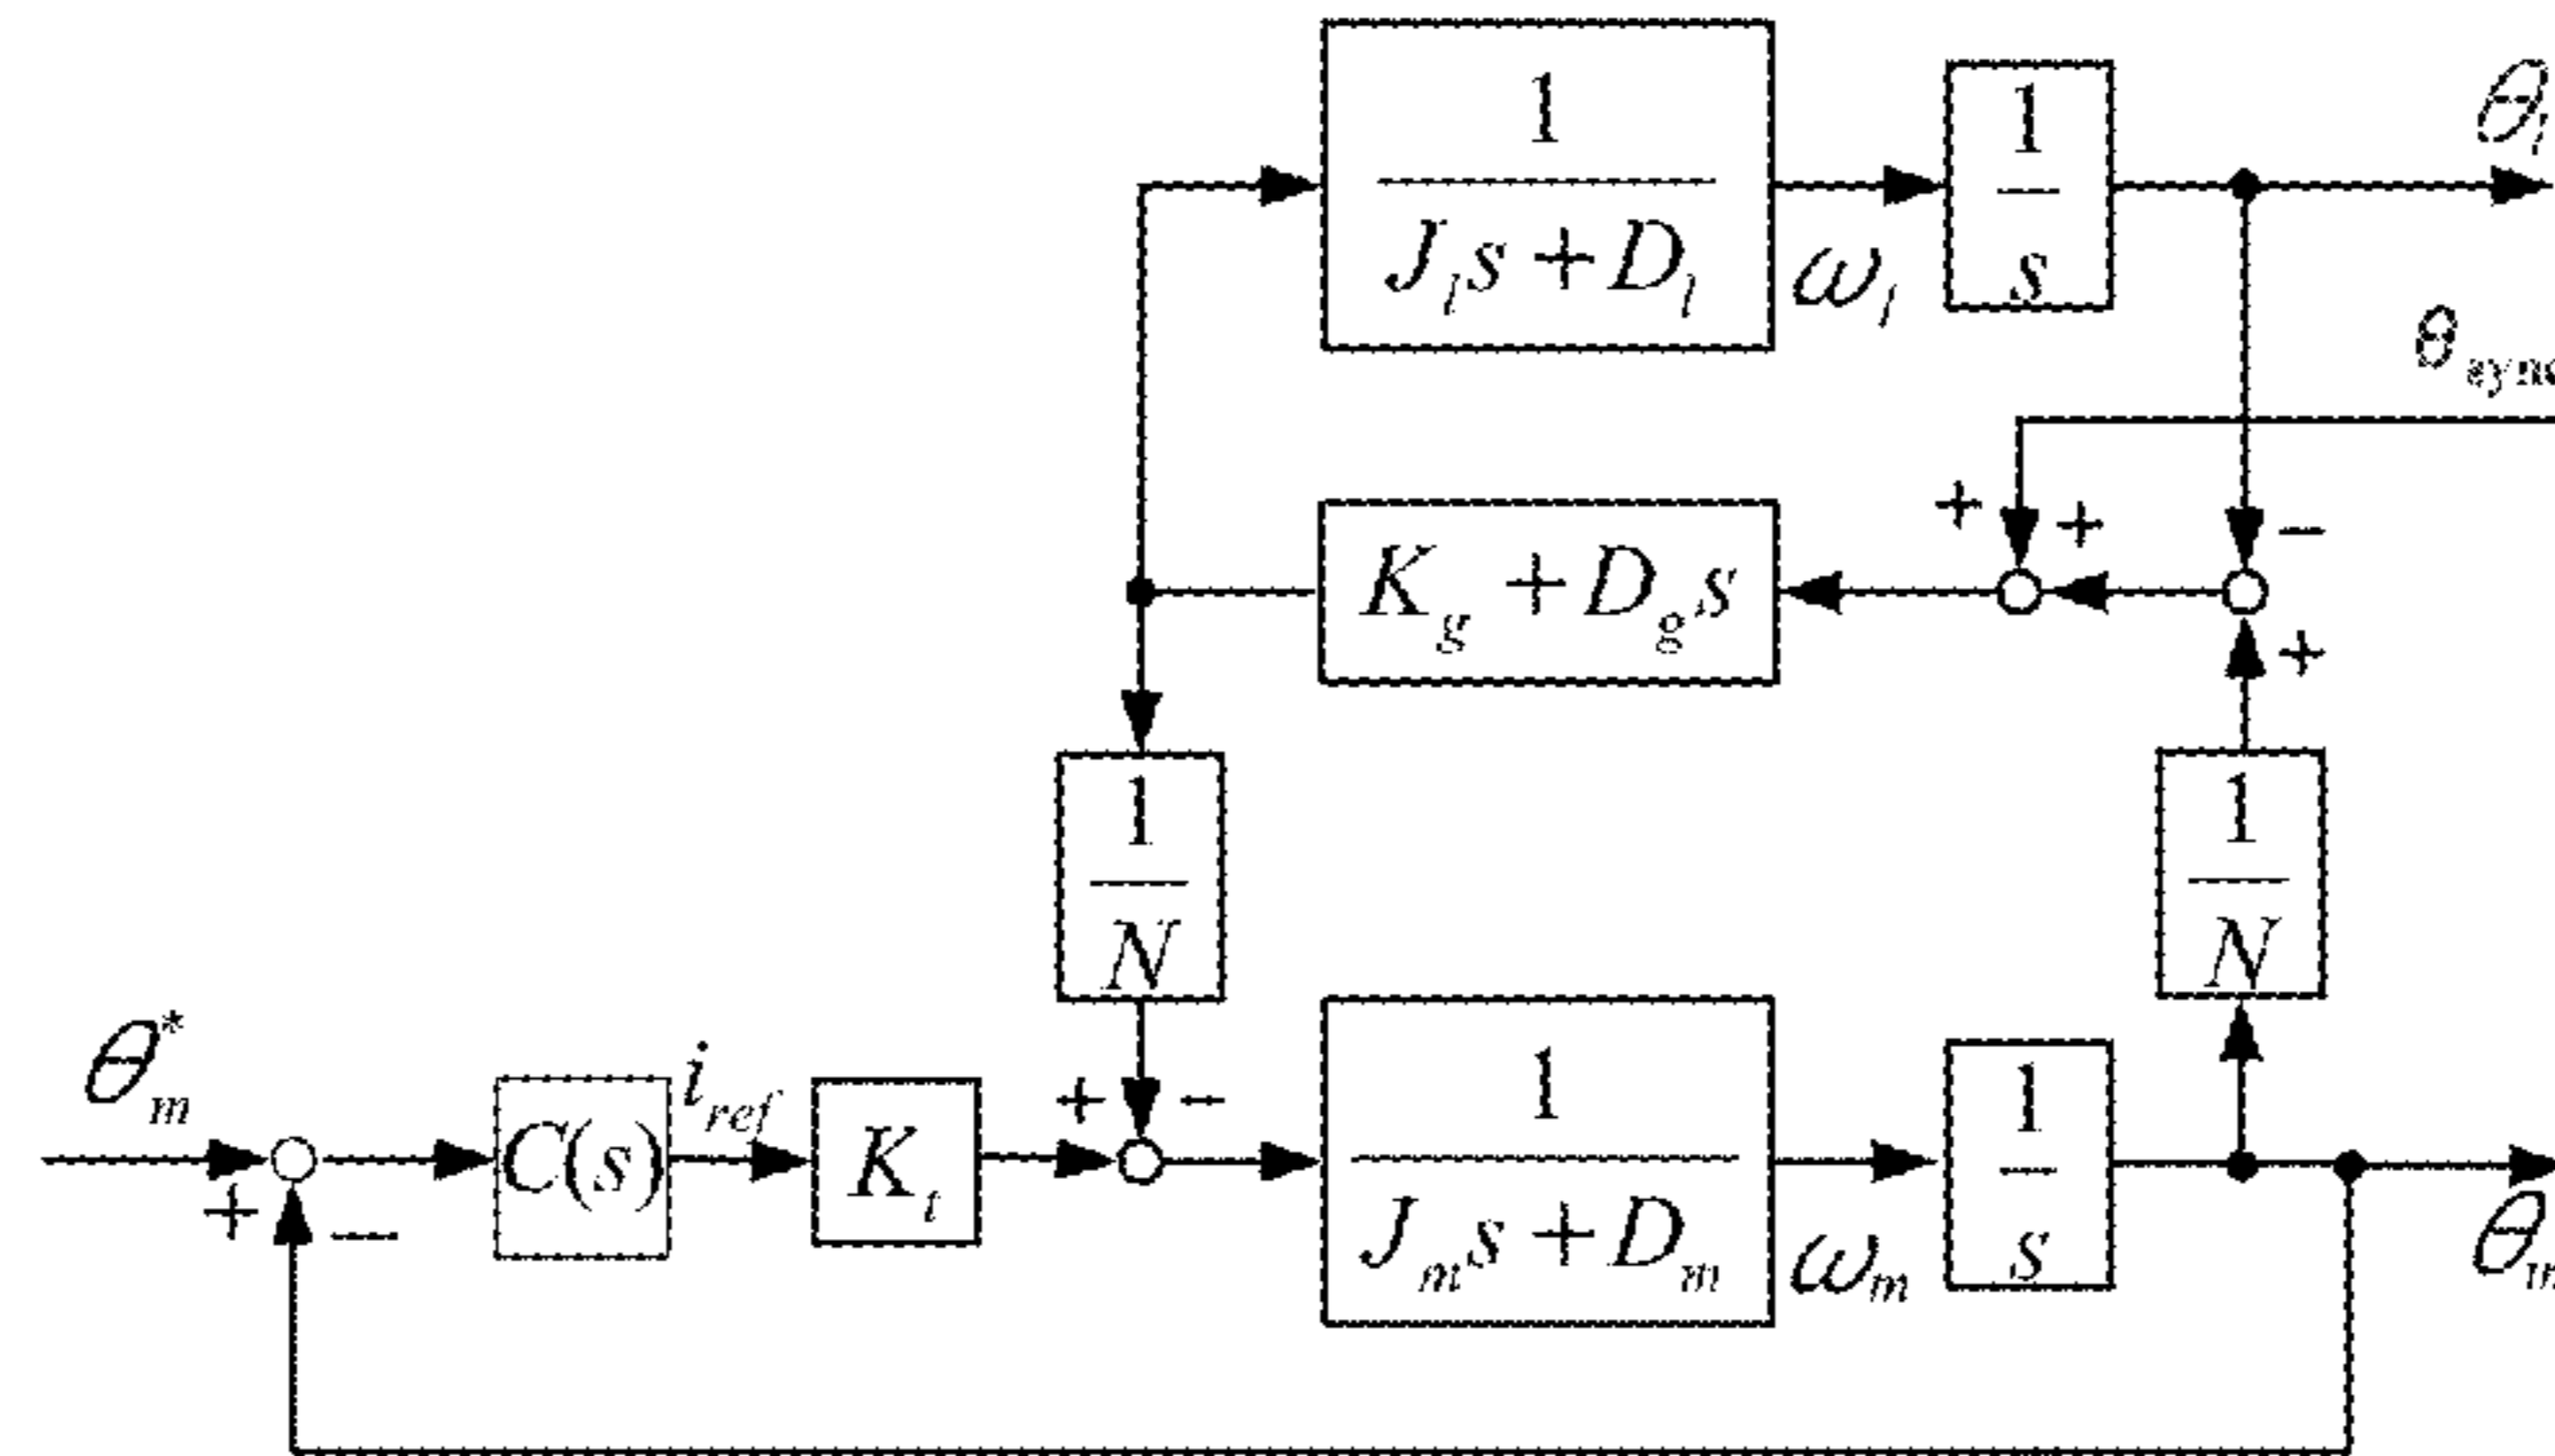 1
J_l s + D_l
ω_l
1
s
θ_l
θ_sync
+
+
−
K_g + D_g s
+
1
N
1
N
θ*_m
+
−
C(s)
i_ref
K_t
+
−
1
J_m s + D_m
ω_m
1
s
θ_m